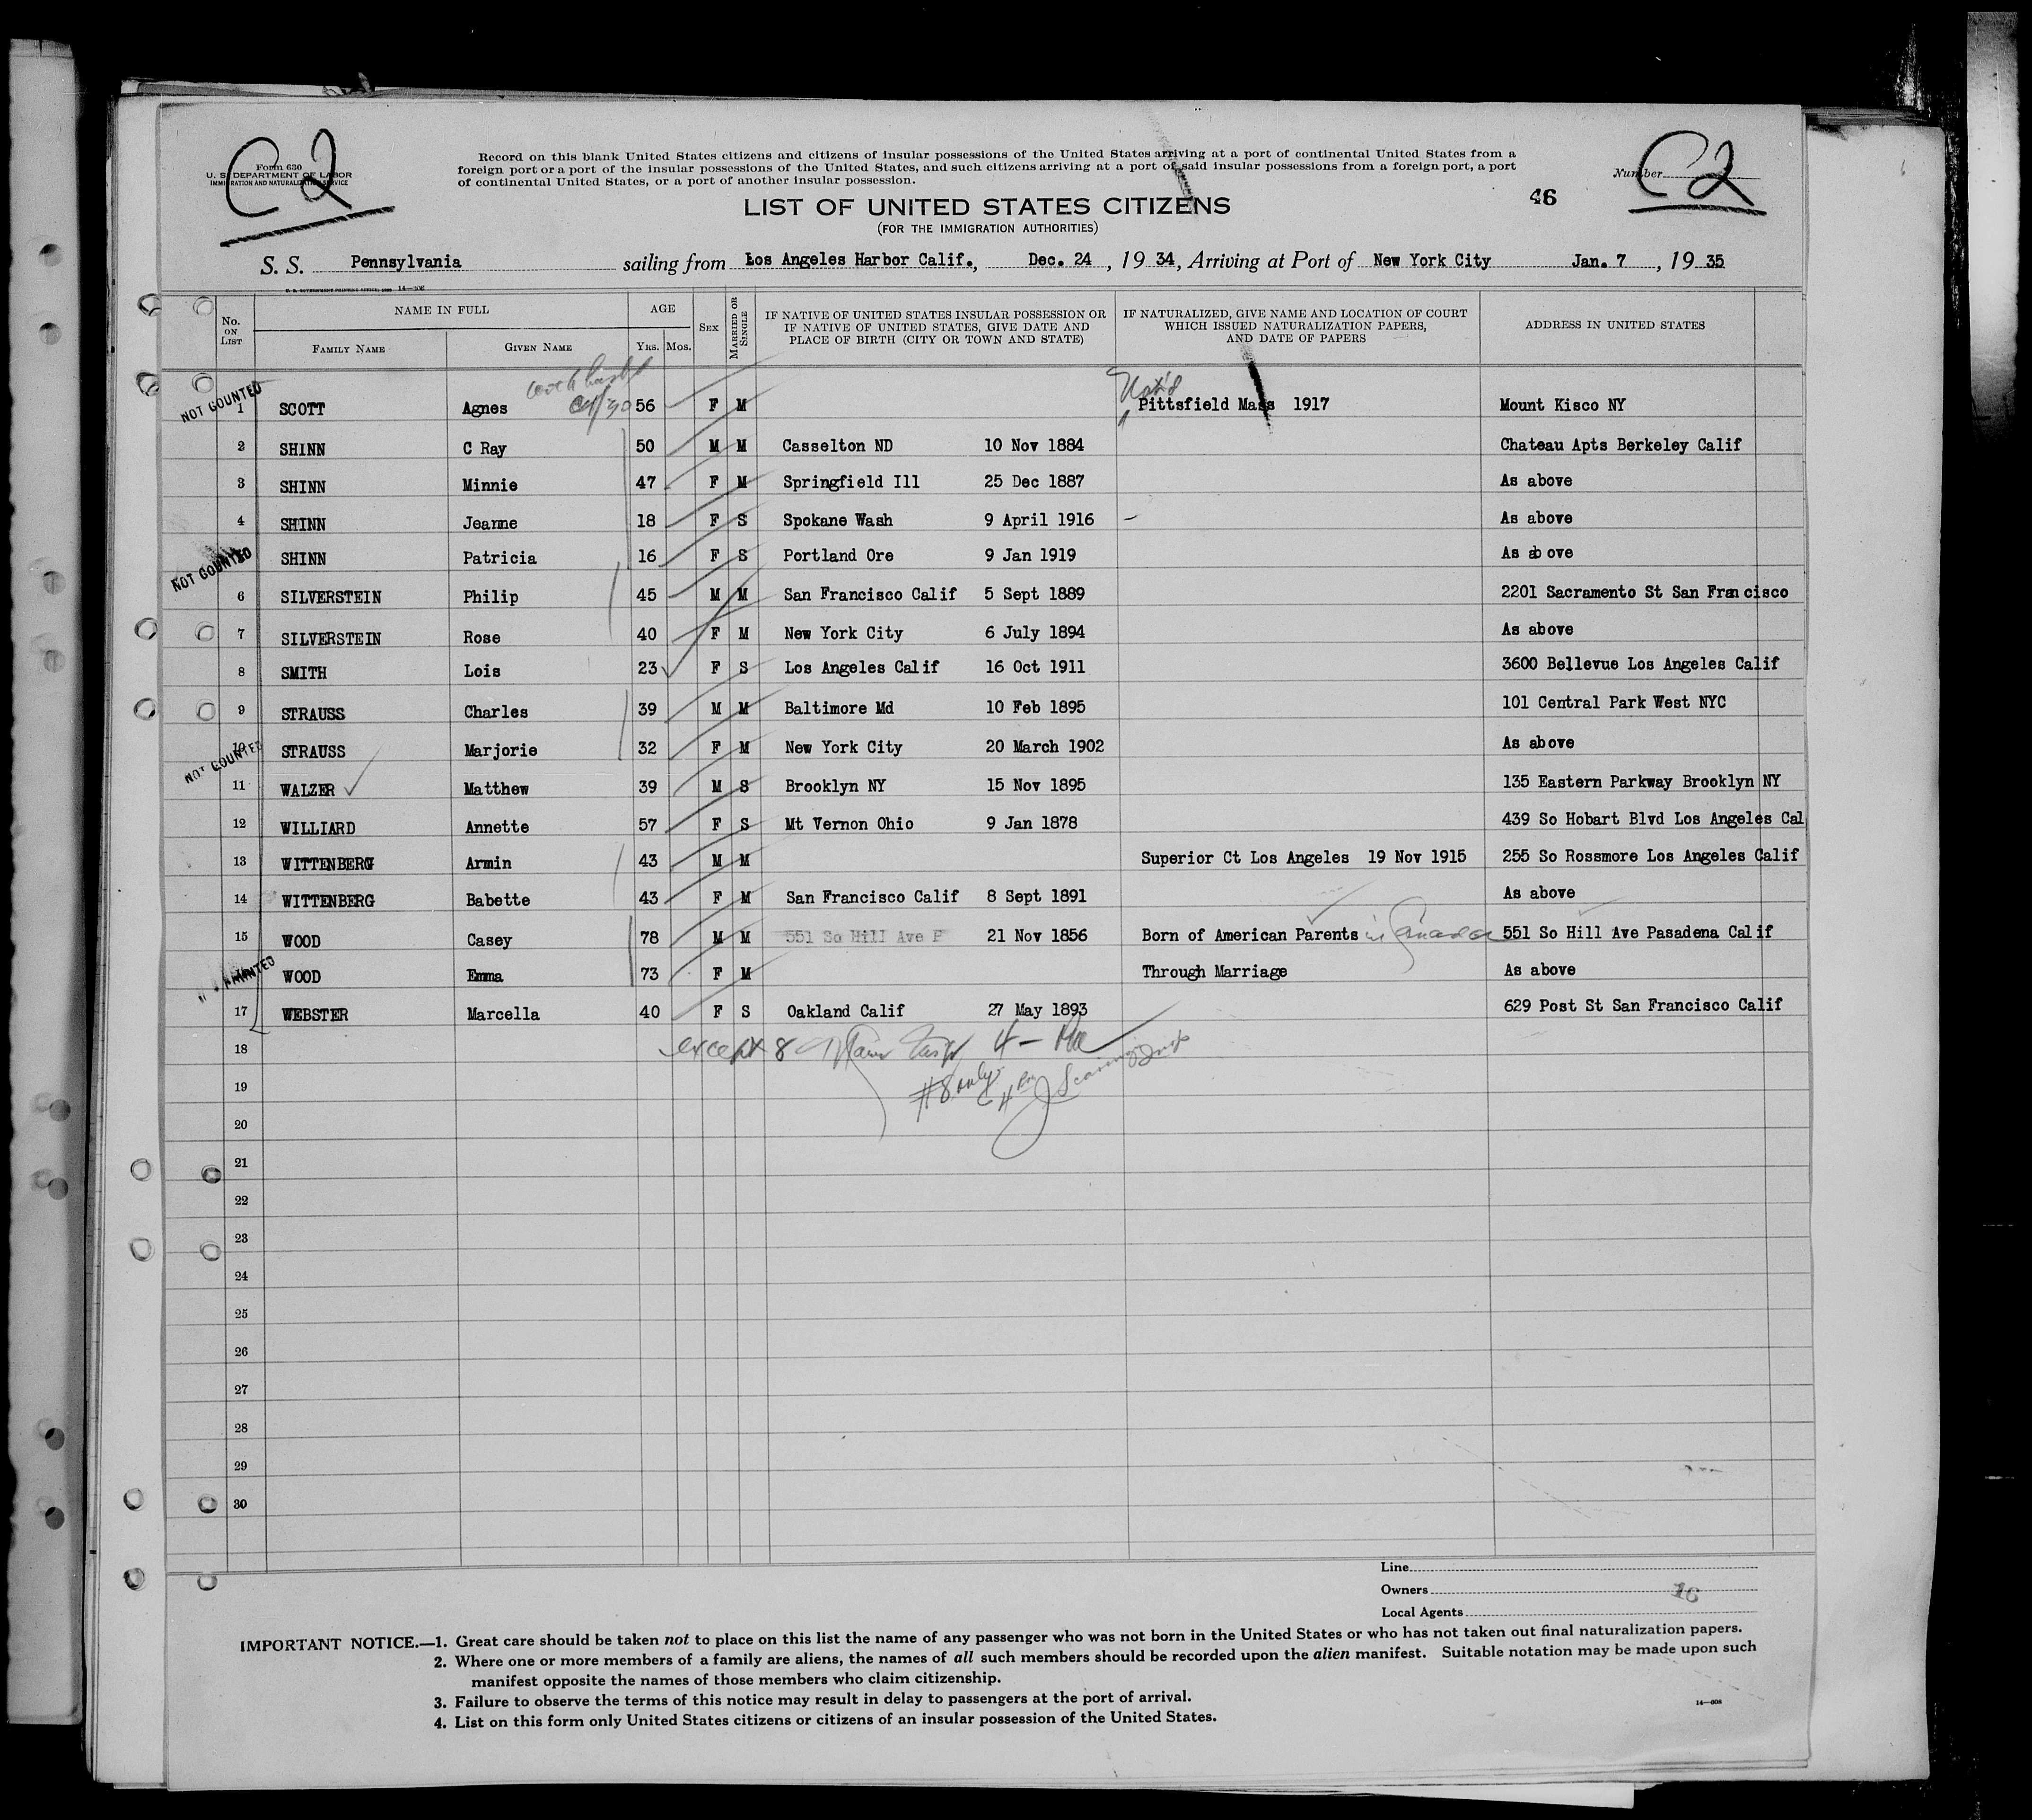 C2
Form 630
U. S. DEPARTMENT OF LABOR
IMMIGRATION AND NATURALIZATION SERVICE
Record on this blank United States citizens and citizens of insular possessions of the United States arriving at a port of continental United States from a
foreign port or a port of the insular possessions of the United States, and such citizens arriving at a port of said insular possessions from a foreign port, a port
of continental United States, or a port of another insular possession.
Number
C2
46
LIST OF UNITED STATES CITIZENS
(FOR THE IMMIGRATION AUTHORITIES)
S. S. Pennsylvania sailing from Los Angeles Harbor Calif., Dec. 24, 19 34, Arriving at Port of New York City Jan. 7, 19 35
No. ON LIST NAME IN FULL FAMILY NAME GIVEN NAME AGE YRS. MOS. SEX MARRIED OR SINGLE IF NATIVE OF UNITED STATES INSULAR POSSESSION OR IF NATIVE OF UNITED STATES, GIVE DATE AND PLACE OF BIRTH (CITY OR TOWN AND STATE) IF NATURALIZED, GIVE NAME AND LOCATION OF COURT WHICH ISSUED NATURALIZATION PAPERS, AND DATE OF PAPERS ADDRESS IN UNITED STATES
NOT COUNTED
Nat'd
1 SCOTT Agnes 56 F M Pittsfield Mass 1917 Mount Kisco NY
2 SHINN C Ray 50 M M Casselton ND 10 Nov 1884 Chateau Apts Berkeley Calif
3 SHINN Minnie 47 F M Springfield Ill 25 Dec 1887 As above
4 SHINN Jeanne 18 F S Spokane Wash 9 April 1916 – As above
NOT COUNTED SHINN Patricia 16 F S Portland Ore 9 Jan 1919 As above
6 SILVERSTEIN Philip 45 M M San Francisco Calif 5 Sept 1889 2201 Sacramento St San Francisco
7 SILVERSTEIN Rose 40 F M New York City 6 July 1894 As above
8 SMITH Lois 23 F S Los Angeles Calif 16 Oct 1911 3600 Bellevue Los Angeles Calif
9 STRAUSS Charles 39 M M Baltimore Md 10 Feb 1895 101 Central Park West NYC
NOT COUNTED 10 STRAUSS Marjorie 32 F M New York City 20 March 1902 As above
11 WALZER Matthew 39 M S Brooklyn NY 15 Nov 1895 135 Eastern Parkway Brooklyn NY
12 WILLIARD Annette 57 F S Mt Vernon Ohio 9 Jan 1878 439 So Hobart Blvd Los Angeles Cal
13 WITTENBERG Armin 43 M M Superior Ct Los Angeles 19 Nov 1915 255 So Rossmore Los Angeles Calif
14 WITTENBERG Babette 43 F M San Francisco Calif 8 Sept 1891 As above
15 WOOD Casey 78 M M 551 So Hill Ave P 21 Nov 1856 Born of American Parents in Canada 551 So Hill Ave Pasadena Calif
WOOD Emma 73 F M Through Marriage As above
17 WEBSTER Marcella 40 F S Oakland Calif 27 May 1893 629 Post St San Francisco Calif
18 except 8
19 #8 only
20
21
22
23
24
25
26
27
28
29
30
Line
Owners
16
Local Agents
IMPORTANT NOTICE.—1. Great care should be taken not to place on this list the name of any passenger who was not born in the United States or who has not taken out final naturalization papers.
2. Where one or more members of a family are aliens, the names of all such members should be recorded upon the alien manifest. Suitable notation may be made upon such
manifest opposite the names of those members who claim citizenship.
3. Failure to observe the terms of this notice may result in delay to passengers at the port of arrival.
4. List on this form only United States citizens or citizens of an insular possession of the United States.
14—608